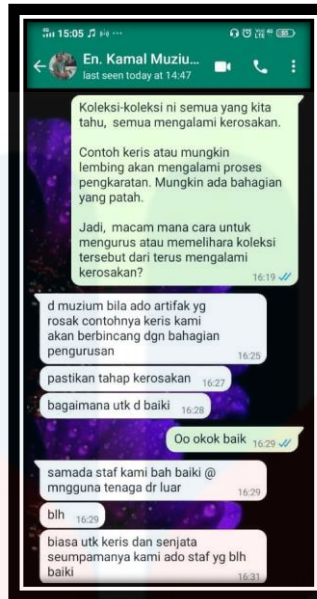 15:05
En. Kamal Muziu...
last seen today at 14:47
Koleksi-koleksi ni semua yang kita
tahu, semua mengalami kerosakan.
Contoh keris atau mungkin
lembing akan mengalami proses
pengkaratan. Mungkin ada bahagian
yang patah.
Jadi, macam mana cara untuk
mengurus atau memelihara koleksi
tersebut dari terus mengalami
kerosakan?
16:19
d muzium bila ado artifak yg
rosak contohnya keris kami
akan berbincang dgn bahagian
pengurusan
16:25
pastikan tahap kerosakan 16:27
bagaimana utk d baiki 16:28
Oo okok baik 16:29
samada staf kami bah baiki @
mngguna tenaga dr luar
16:29
blh 16:29
biasa utk keris dan senjata
seumpamanya kami ado staf yg blh
baiki
16:31